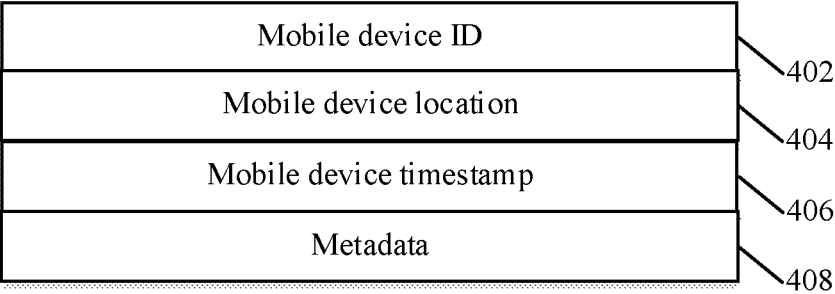 Mobile device ID
402
Mobile device location
404
Mobile device timestamp
406
Metadata
408